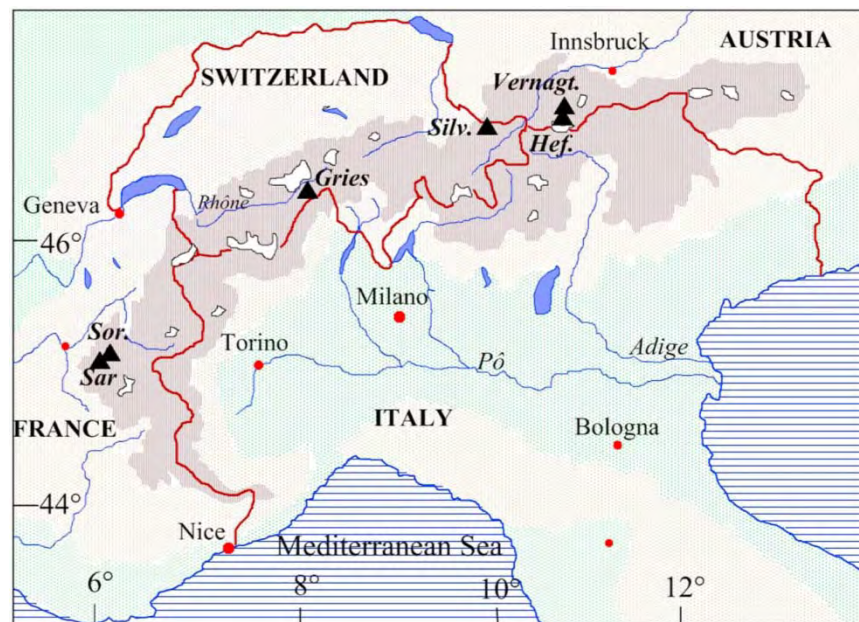 Innsbruck
AUSTRIA
SWITZERLAND
Vernagt.
Silv.
Hef.
Gries
Rhône
Geneva
46°
Milano
Sor.
Torino
Adige
Sar
Pô
ITALY
FRANCE
Bologna
44°
Nice
Mediterranean Sea
6°
8°
10°
12°